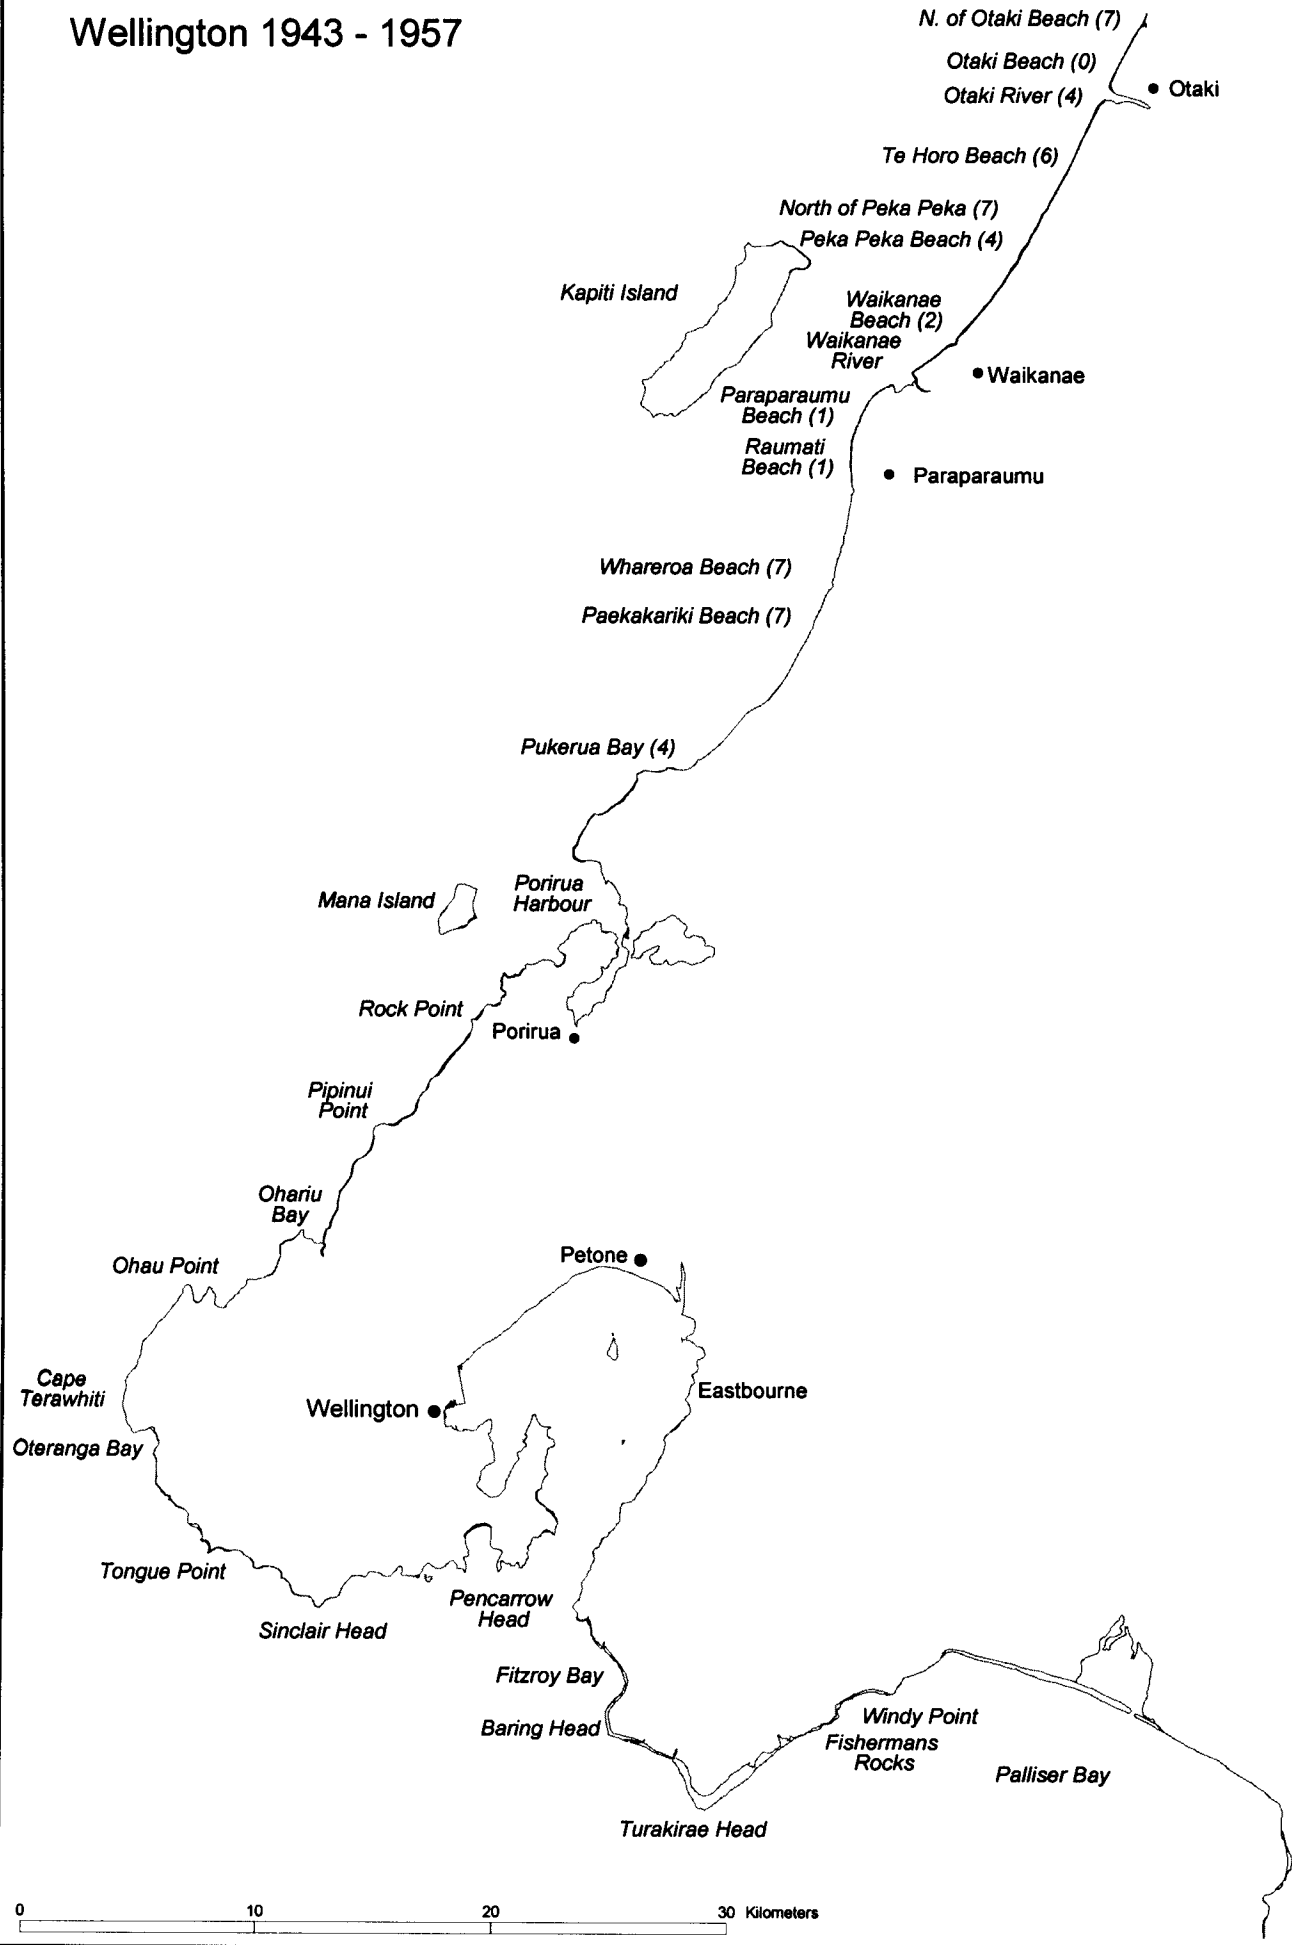 Wellington 1943 - 1957
N. of Otaki Beach (7)
Otaki Beach (0)
Otaki
Otaki River (4)
Te Horo Beach (6)
North of Peka Peka (7)
Peka Peka Beach (4)
Kapiti Island
Waikanae
Beach (2)
Waikanae
River
Waikanae
Paraparaumu
Beach (1)
Raumati
Beach (1)
Paraparaumu
Whareroa Beach (7)
Paekakariki Beach (7)
Pukerua Bay (4)
Mana Island
Porirua
Harbour
Rock Point
Porirua
Pipinui
Point
Ohariu
Bay
Ohau Point
Petone
Cape
Terawhiti
Eastbourne
Wellington
Oteranga Bay
Tongue Point
Pencarrow
Head
Sinclair Head
Fitzroy Bay
Baring Head
Windy Point
Fishermans
Rocks
Palliser Bay
Turakirae Head
0 10 20 30 Kilometers